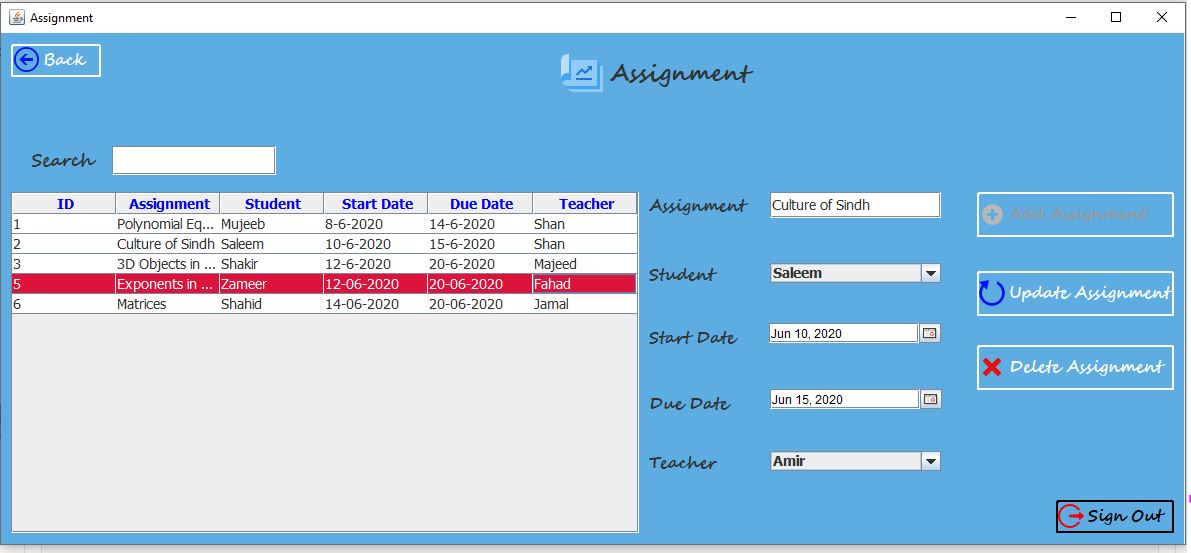 Assignment
Back
Assignment
Search
ID Assignment Student Start Date Due Date Teacher
1 Polynomial Eq... Mujeeb 8-6-2020 14-6-2020 Shan
2 Culture of Sindh Saleem 10-6-2020 15-6-2020 Shan
3 3D Objects in ... Shakir 12-6-2020 20-6-2020 Majeed
5 Exponents in ... Zameer 12-06-2020 20-06-2020 Fahad
6 Matrices Shahid 14-06-2020 20-06-2020 Jamal
Assignment Culture of Sindh
Student Saleem
Start Date Jun 10, 2020
Due Date Jun 15, 2020
Teacher Amir
Add Assignment
Update Assignment
Delete Assignment
Sign Out